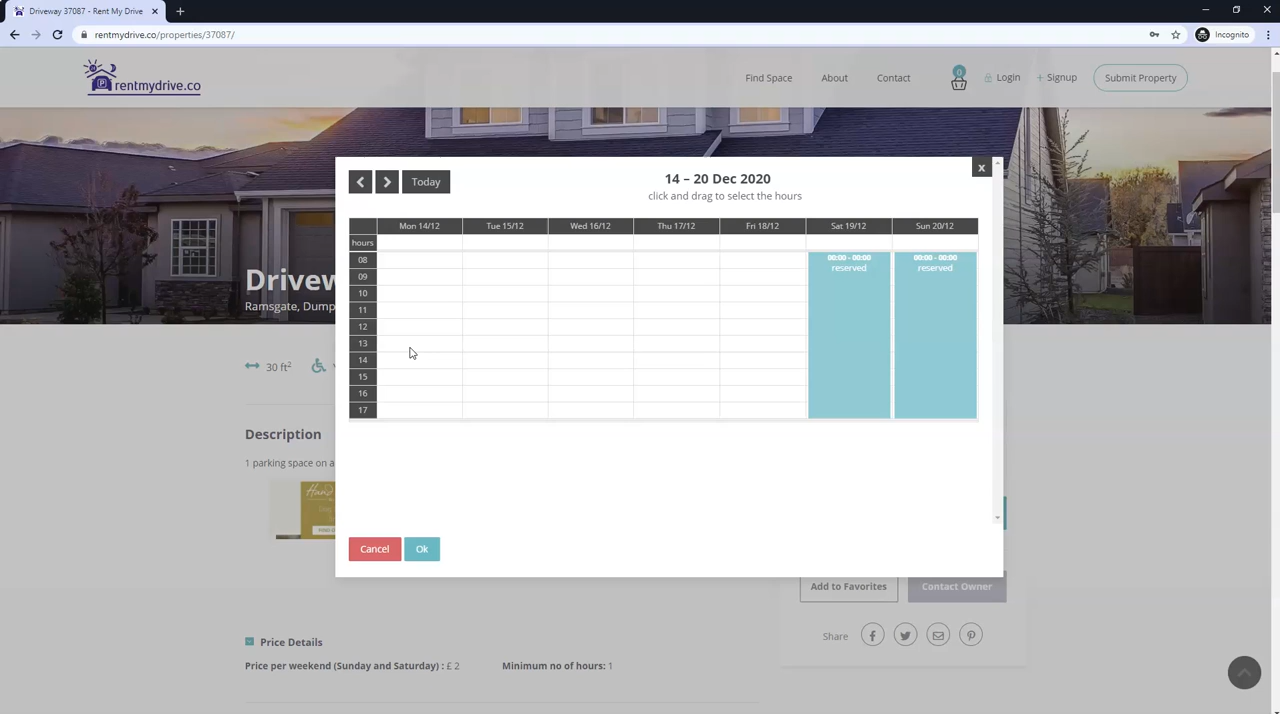 Driveway 37087 - Rent My Drive
rentmydrive.co/properties/37087/
Incognito
rentmydrive.co
Find Space
About
Contact
0
Login
+ Signup
Submit Property
x
Today
14 – 20 Dec 2020
click and drag to select the hours
Mon 14/12 Tue 15/12 Wed 16/12 Thu 17/12 Fri 18/12 Sat 19/12 Sun 20/12
hours
08 00:00 - 00:00 00:00 - 00:00
reserved reserved
09
10
11
12
13
14
15
16
17
Ramsgate,
30 ft²
Description
1 parking space on a
Hand
Cancel
Ok
Add to Favorites
Contact Owner
Share
Price Details
Price per weekend (Sunday and Saturday) : £ 2
Minimum no of hours: 1